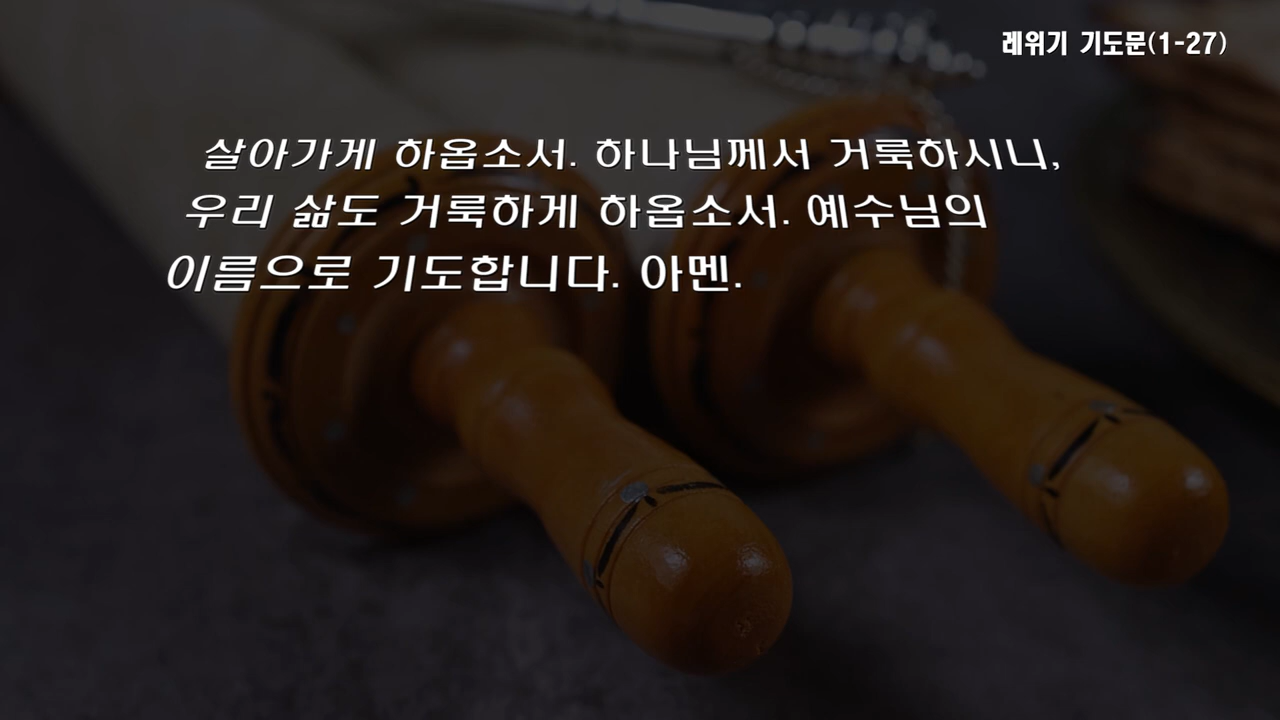 레위기 기도문(1-27)
살아가게 하옵소서. 하나님께서 거룩하시니,
우리 삶도 거룩하게 하옵소서. 예수님의
이름으로 기도합니다. 아멘.